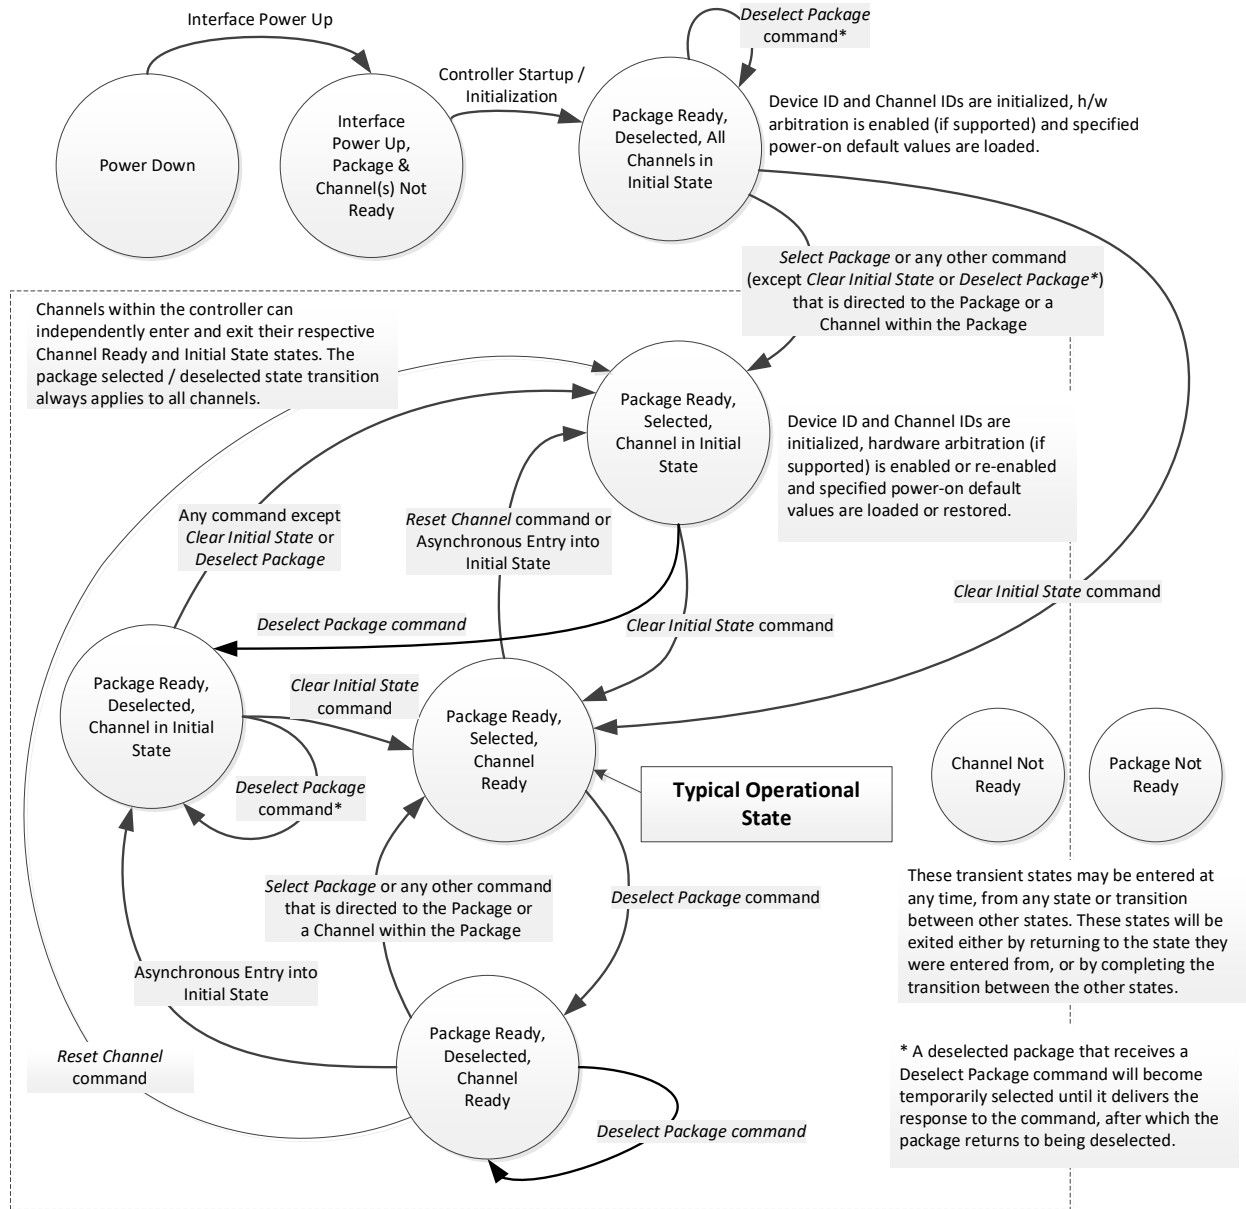 Interface Power Up
Deselect Package
command*
Controller Startup /
Initialization
Power Down
Interface
Power Up,
Package &
Channel(s) Not
Ready
Package Ready,
Deselected, All
Channels in
Initial State
Device ID and Channel IDs are initialized, h/w
arbitration is enabled (if supported) and specified
power-on default values are loaded.
Select Package or any other command
(except Clear Initial State or Deselect Package*)
that is directed to the Package or a
Channel within the Package
Channels within the controller can
independently enter and exit their respective
Channel Ready and Initial State states. The
package selected / deselected state transition
always applies to all channels.
Package Ready,
Selected,
Channel in Initial
State
Device ID and Channel IDs are
initialized, hardware arbitration (if
supported) is enabled or re-enabled
and specified power-on default
values are loaded or restored.
Any command except
Clear Initial State or
Deselect Package
Reset Channel command or
Asynchronous Entry into
Initial State
Clear Initial State command
Deselect Package command
Clear Initial State command
Package Ready,
Deselected,
Channel in Initial
State
Clear Initial State
command
Package Ready,
Selected,
Channel
Ready
Deselect Package
command*
Typical Operational
State
Channel Not
Ready
Package Not
Ready
Select Package or any other command
that is directed to the Package or
a Channel within the Package
Deselect Package command
These transient states may be entered at
any time, from any state or transition
between other states. These states will be
exited either by returning to the state they
were entered from, or by completing the
transition between the other states.
Asynchronous Entry into
Initial State
Reset Channel
command
Package Ready,
Deselected,
Channel
Ready
Deselect Package command
* A deselected package that receives a
Deselect Package command will become
temporarily selected until it delivers the
response to the command, after which the
package returns to being deselected.